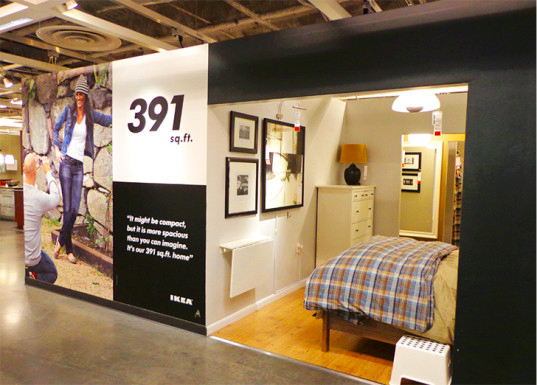 391
sq.ft.
"It might be compact,
but it is more spacious
than you can imagine.
It's our 391 sq.ft. home"
IKEA